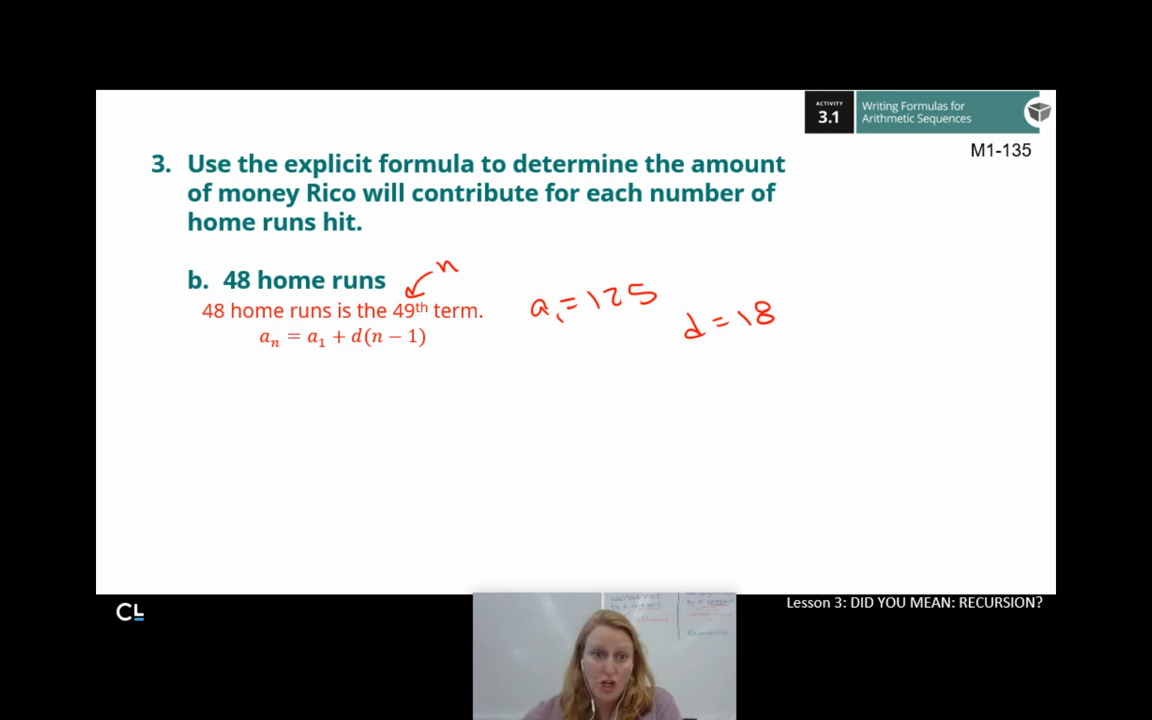 ACTIVITY
3.1
Writing Formulas for
Arithmetic Sequences
M1-135
3. Use the explicit formula to determine the amount
of money Rico will contribute for each number of
home runs hit.
b. 48 home runs
n
48 home runs is the 49th term.
aₙ = a₁ + d(n − 1)
a₁ = 125
d = 18
CL
Lesson 3: DID YOU MEAN: RECURSION?